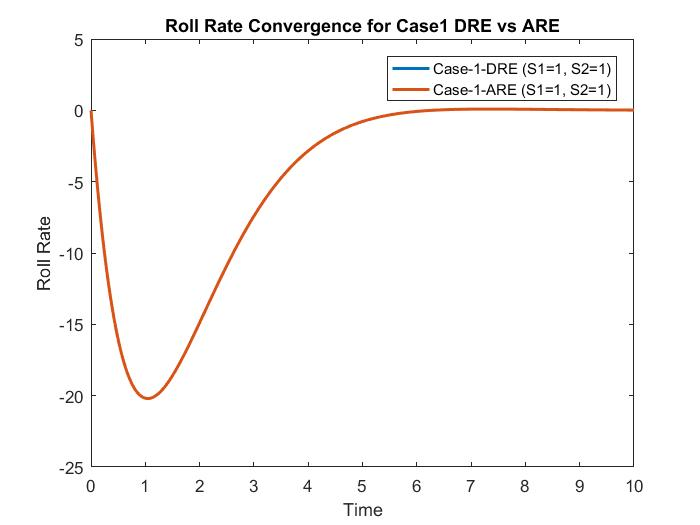 Roll Rate Convergence for Case1 DRE vs ARE
Case-1-DRE (S1=1, S2=1)
Case-1-ARE (S1=1, S2=1)
5
0
-5
-10
-15
-20
-25
Roll Rate
0 1 2 3 4 5 6 7 8 9 10
Time